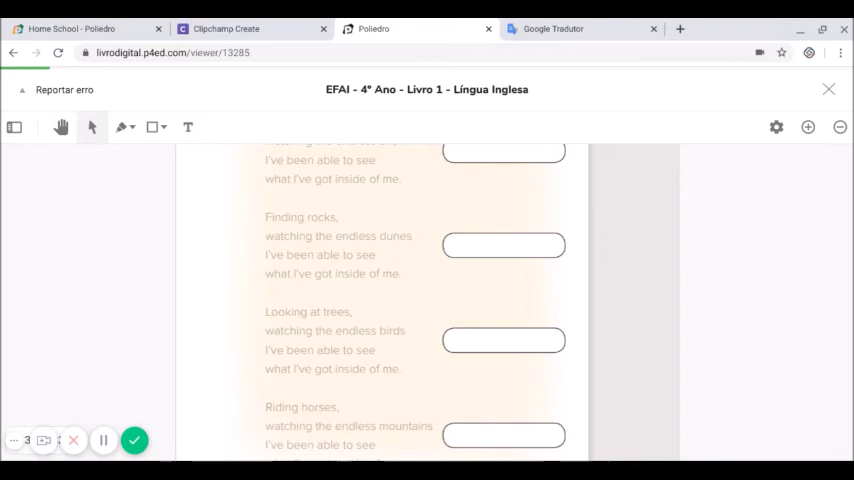 Home School - Poliedro
Clipchamp Create
Poliedro
Google Tradutor
livrodigital.p4ed.com/viewer/13285
Reportar erro
EFAI - 4º Ano - Livro 1 - Língua Inglesa
T
I've been able to see
what I've got inside of me.
Finding rocks,
watching the endless dunes
I've been able to see
what I've got inside of me.
Looking at trees,
watching the endless birds
I've been able to see
what I've got inside of me.
Riding horses,
watching the endless mountains
I've been able to see
3